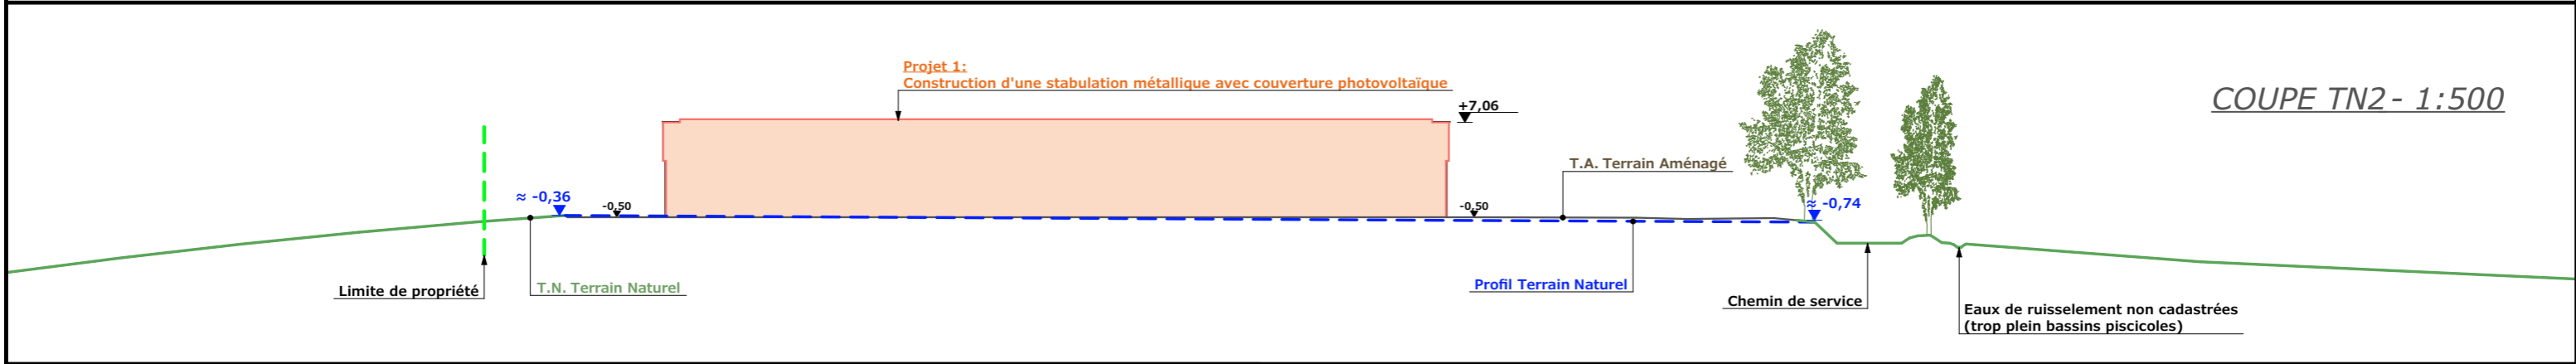 Projet 1:
Construction d'une stabulation métallique avec couverture photovoltaïque
+7,06
COUPE TN2 - 1:500
T.A. Terrain Aménagé
≈ -0,36
-0,50
-0,50
≈ -0,74
Limite de propriété
T.N. Terrain Naturel
Profil Terrain Naturel
Chemin de service
Eaux de ruisselement non cadastrées
(trop plein bassins piscicoles)